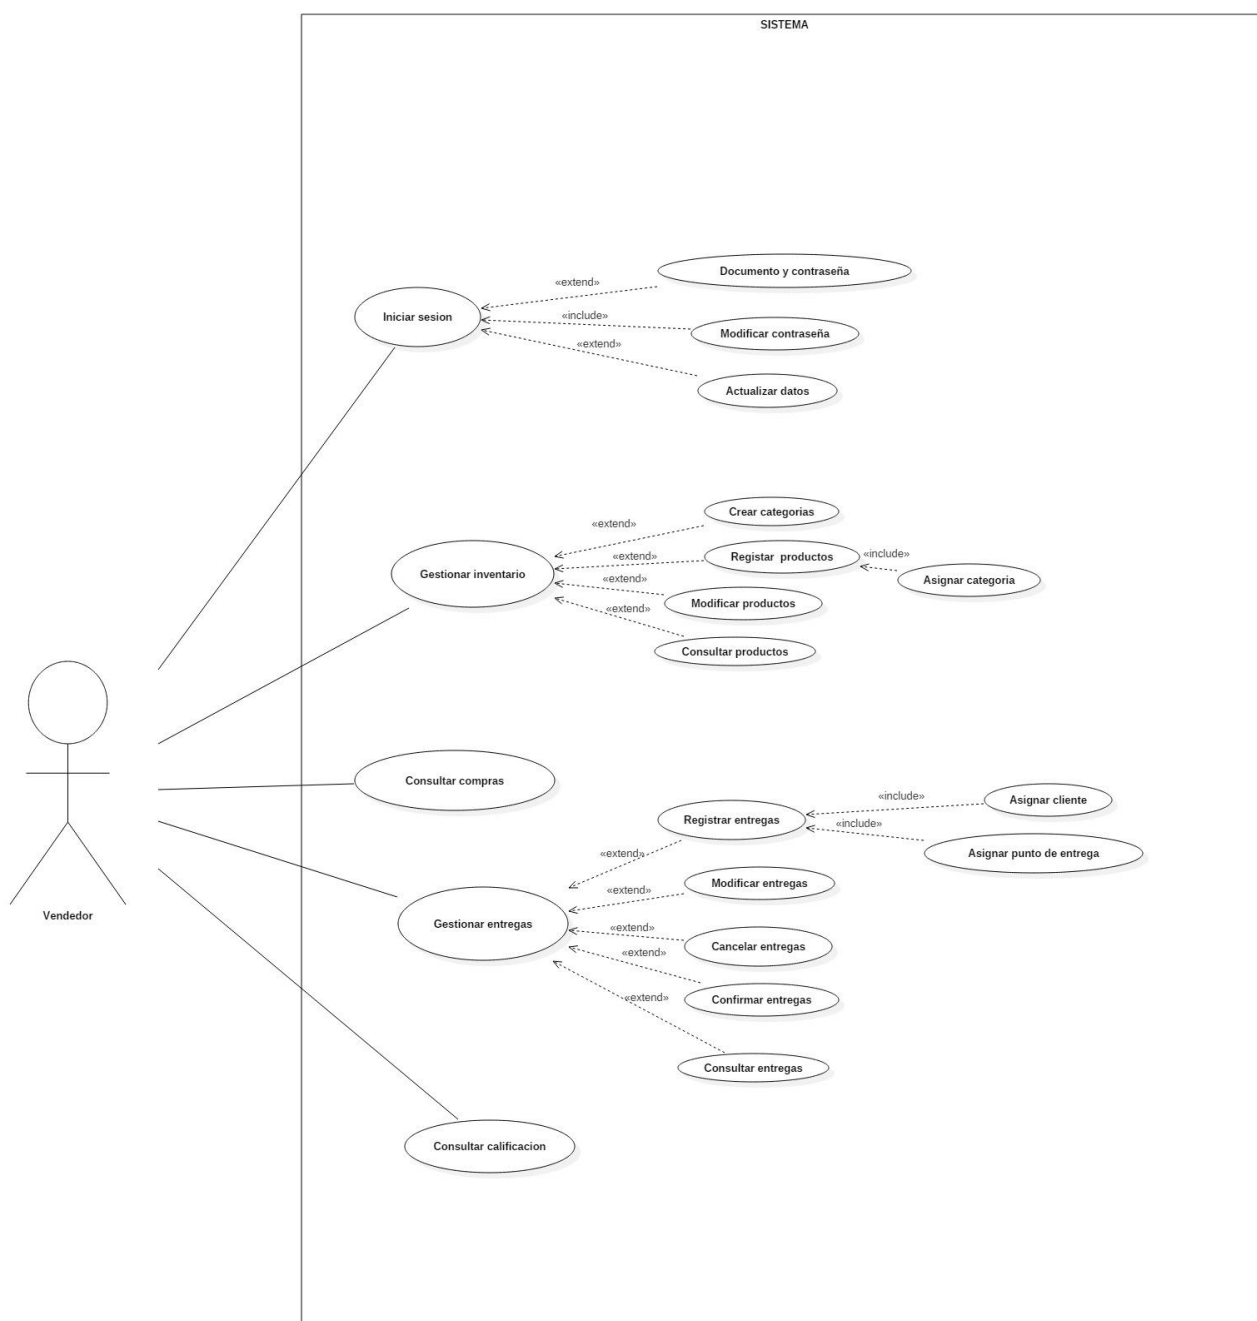 SISTEMA
«extend»
Documento y contraseña
Iniciar sesion
«include»
Modificar contraseña
«extend»
Actualizar datos
«extend»
Crear categorias
Gestionar inventario
«extend»
Registar  productos
«include»
Asignar categoria
«extend»
Modificar productos
«extend»
Consultar productos
Vendedor
Consultar compras
Registrar entregas
«include»
Asignar cliente
«include»
Asignar punto de entrega
«extend»
Gestionar entregas
«extend»
Modificar entregas
«extend»
Cancelar entregas
«extend»
Confirmar entregas
«extend»
Consultar entregas
Consultar calificacion